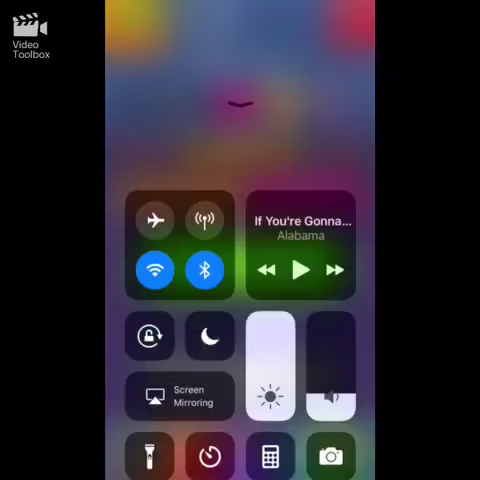 Video
Toolbox
If You're Gonna...
Alabama
Screen
Mirroring